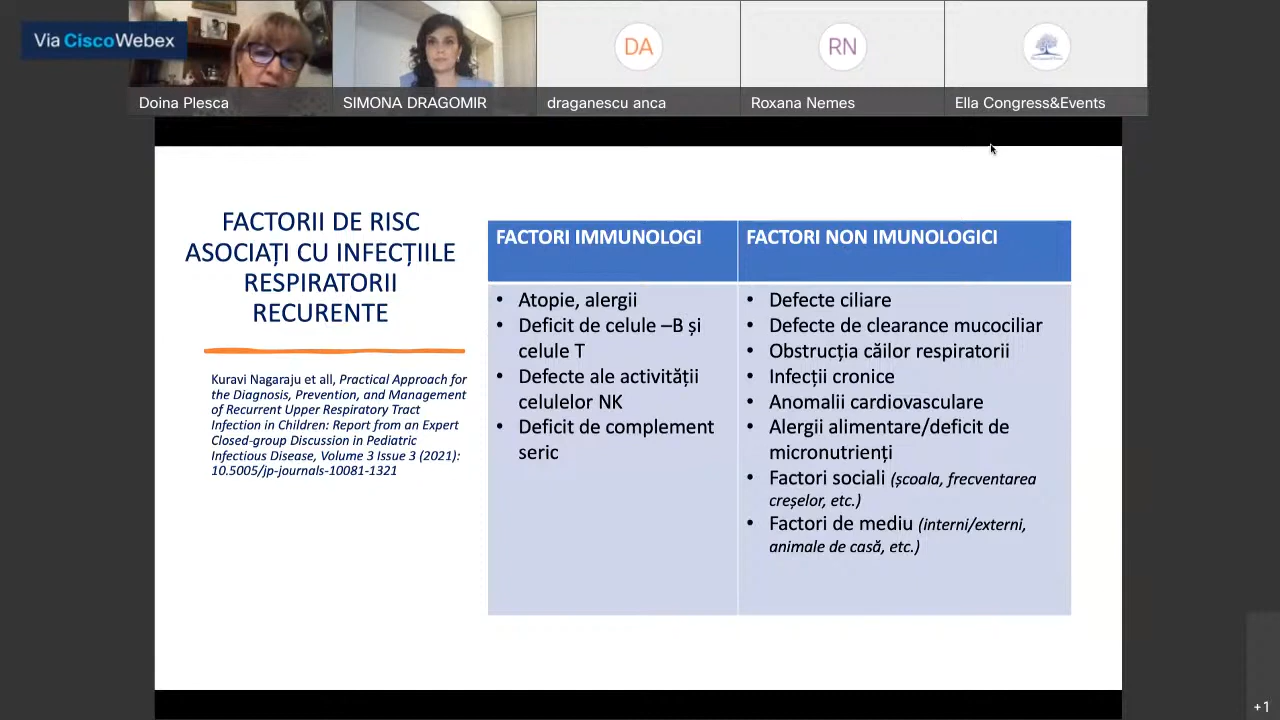 Via Cisco Webex
DA
RN
Doina Plesca
SIMONA DRAGOMIR
draganescu anca
Roxana Nemes
Ella Congress&Events
FACTORII DE RISC
ASOCIAȚI CU INFECȚIILE
RESPIRATORII
RECURENTE
Kuravi Nagaraju et all, Practical Approach for
the Diagnosis, Prevention, and Management
of Recurrent Upper Respiratory Tract
Infection in Children: Report from an Expert
Closed-group Discussion in Pediatric
Infectious Disease, Volume 3 Issue 3 (2021):
10.5005/jp-journals-10081-1321
FACTORI IMMUNOLOGI
• Atopie, alergii
• Deficit de celule –B și
celule T
• Defecte ale activității
celulelor NK
• Deficit de complement
seric
FACTORI NON IMUNOLOGICI
• Defecte ciliare
• Defecte de clearance mucociliar
• Obstrucția căilor respiratorii
• Infecții cronice
• Anomalii cardiovasculare
• Alergii alimentare/deficit de
micronutrienți
• Factori sociali (școala, frecventarea
creșelor, etc.)
• Factori de mediu (interni/externi,
animale de casă, etc.)
+1